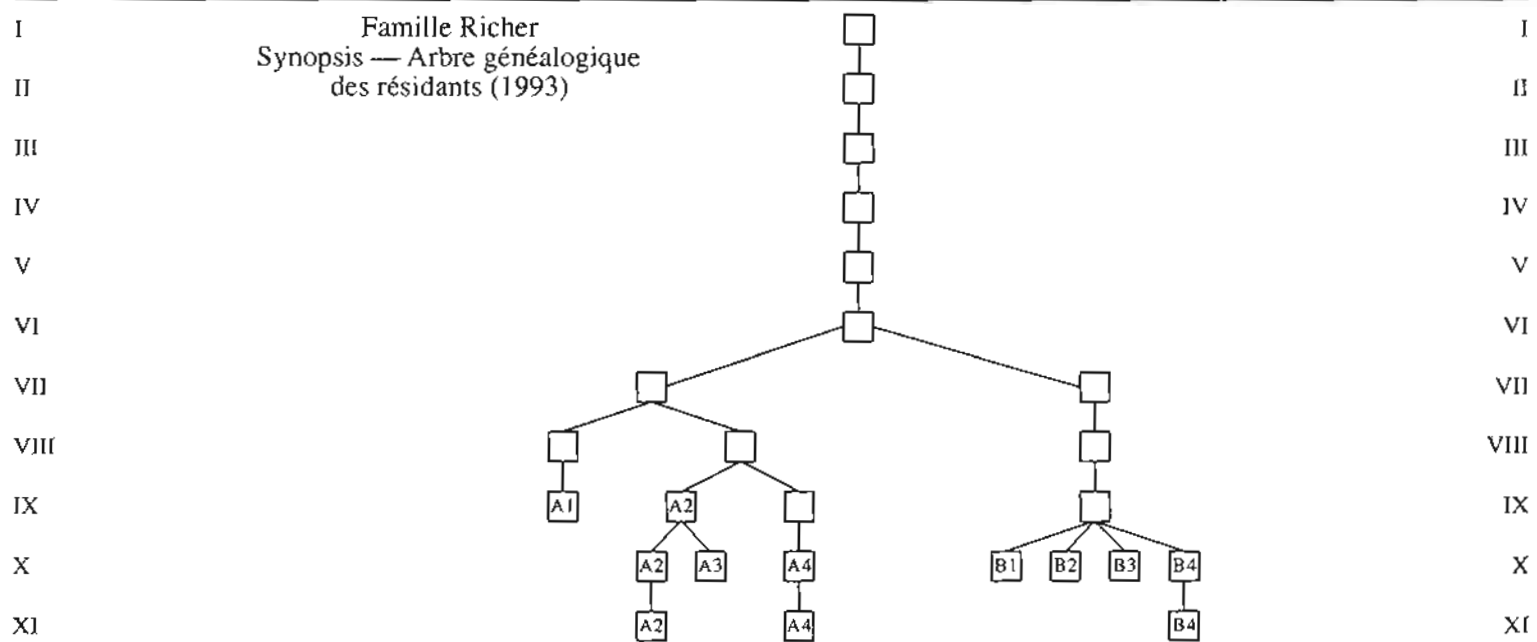 I Famille Richer I
Synopsis — Arbre généalogique
II des résidants (1993) II
III III
IV IV
V V
VI VI
VII VII
VIII VIII
IX A1 A2 IX
X A2 A3 A4 B1 B2 B3 B4 X
XI A2 A4 B4 XI